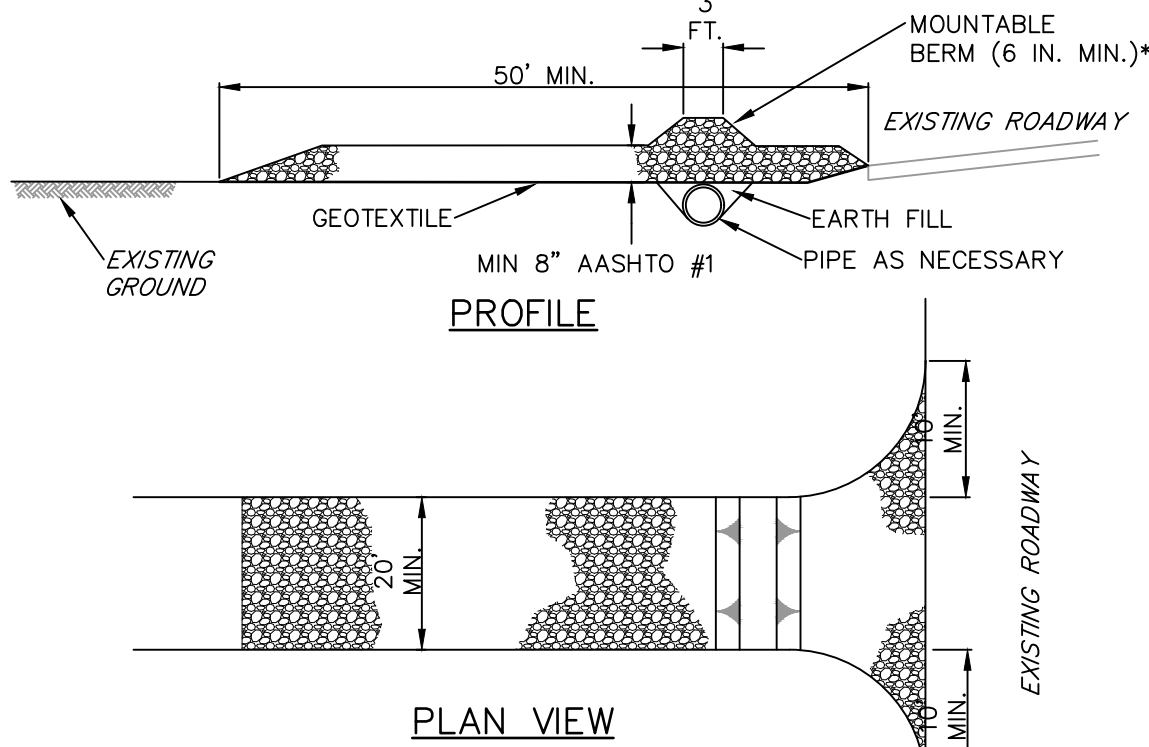 3
FT.
MOUNTABLE
BERM (6 IN. MIN.)*
50' MIN.
EXISTING ROADWAY
GEOTEXTILE
EARTH FILL
EXISTING
GROUND
MIN 8" AASHTO #1
PIPE AS NECESSARY
PROFILE
10'
MIN.
20'
MIN.
EXISTING ROADWAY
10'
MIN.
PLAN VIEW